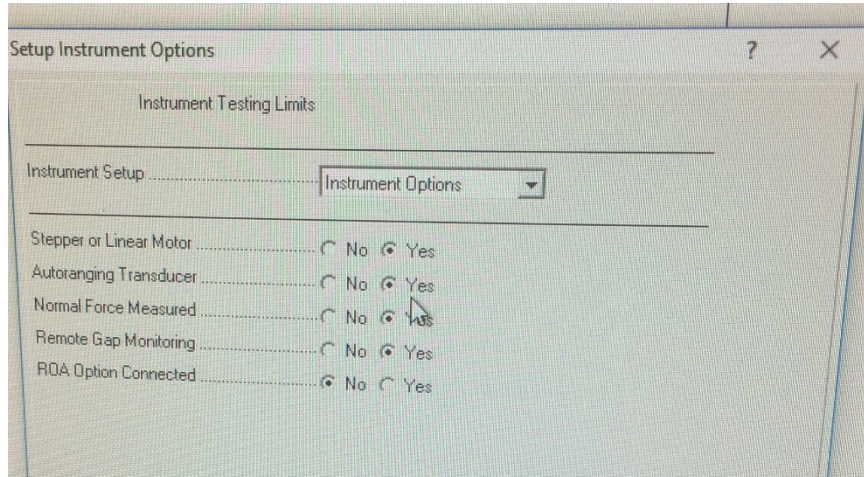 Setup Instrument Options ? ×
Instrument Testing Limits
Instrument Setup Instrument Options
Stepper or Linear Motor No Yes
Autoranging Transducer No Yes
Normal Force Measured No Yes
Remote Gap Monitoring No Yes
ROA Option Connected No Yes